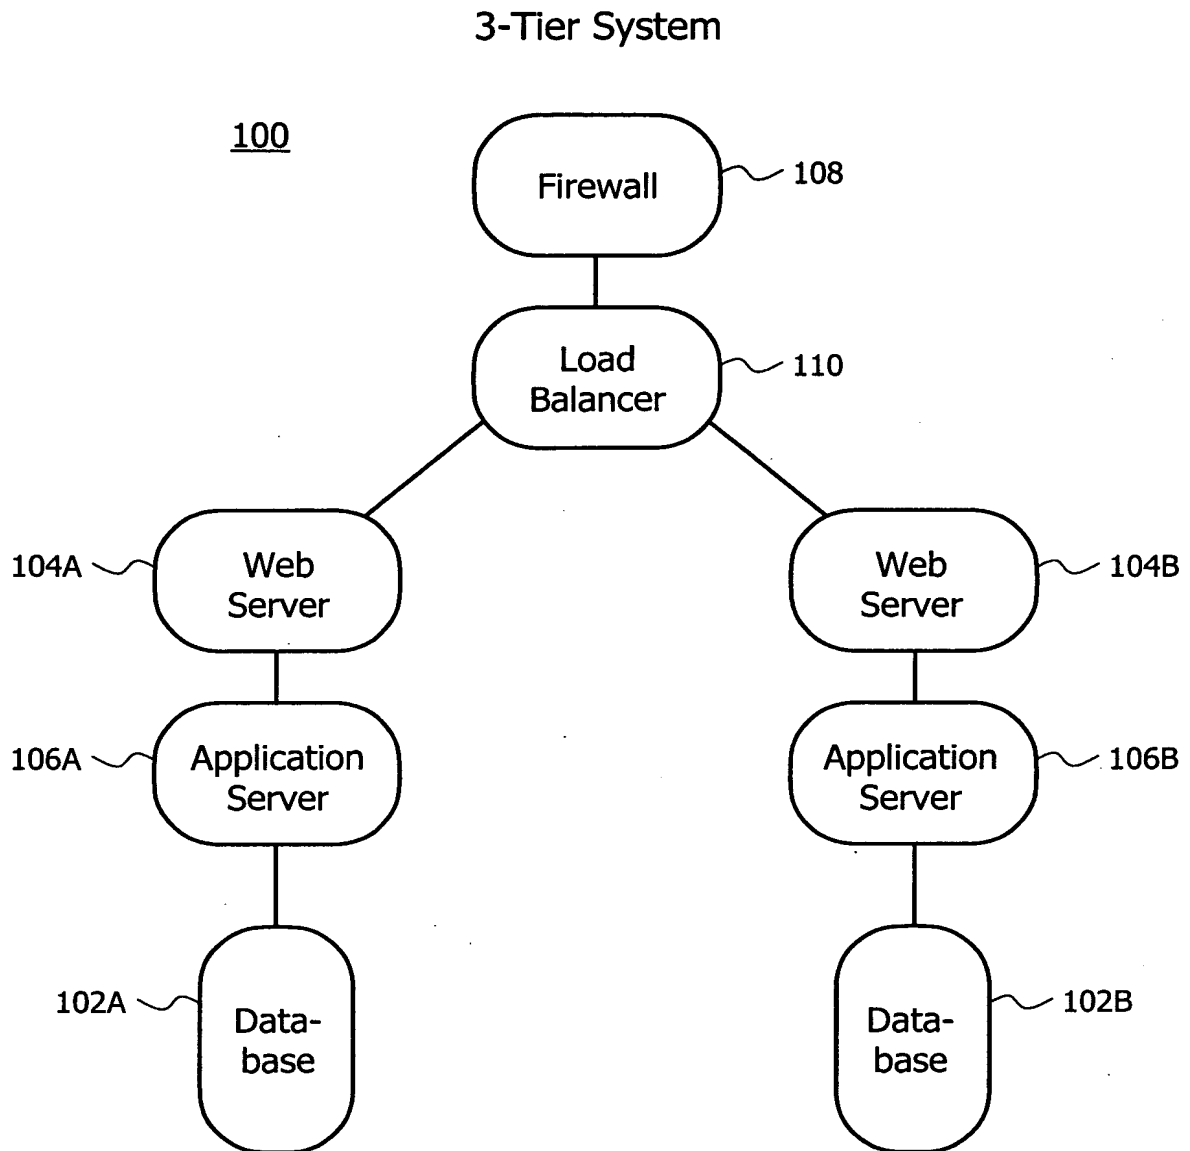 3-Tier System
100
Firewall
108
Load
Balancer
110
104A
Web
Server
Web
Server
104B
106A
Application
Server
Application
Server
106B
102A
Data-
base
Data-
base
102B